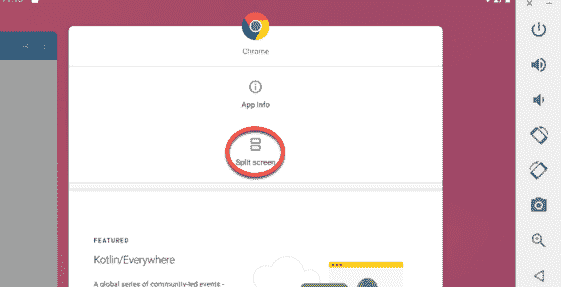 Chrome
App info
Split screen
FEATURED
Kotlin/Everywhere
A global series of community-led events -